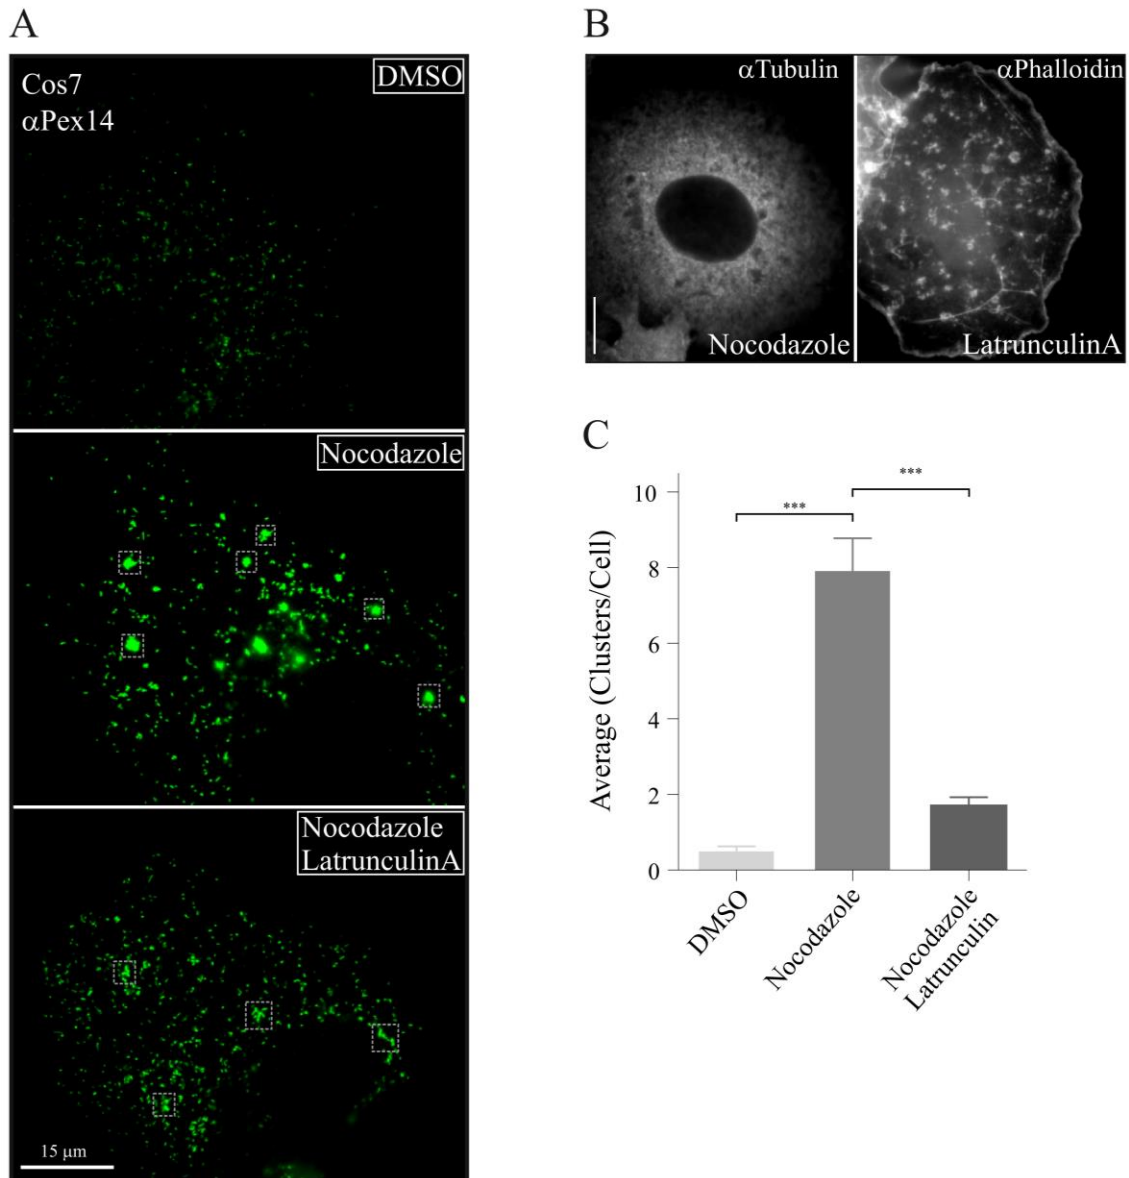 A
Cos7
αPex14
DMSO
Nocodazole
Nocodazole
LatrunculinA
15 µm
B
αTubulin
αPhalloidin
Nocodazole
LatrunculinA
C
***
***
Average (Clusters/Cell)
10
8
6
4
2
0
DMSO
Nocodazole
Nocodazole
Latrunculin